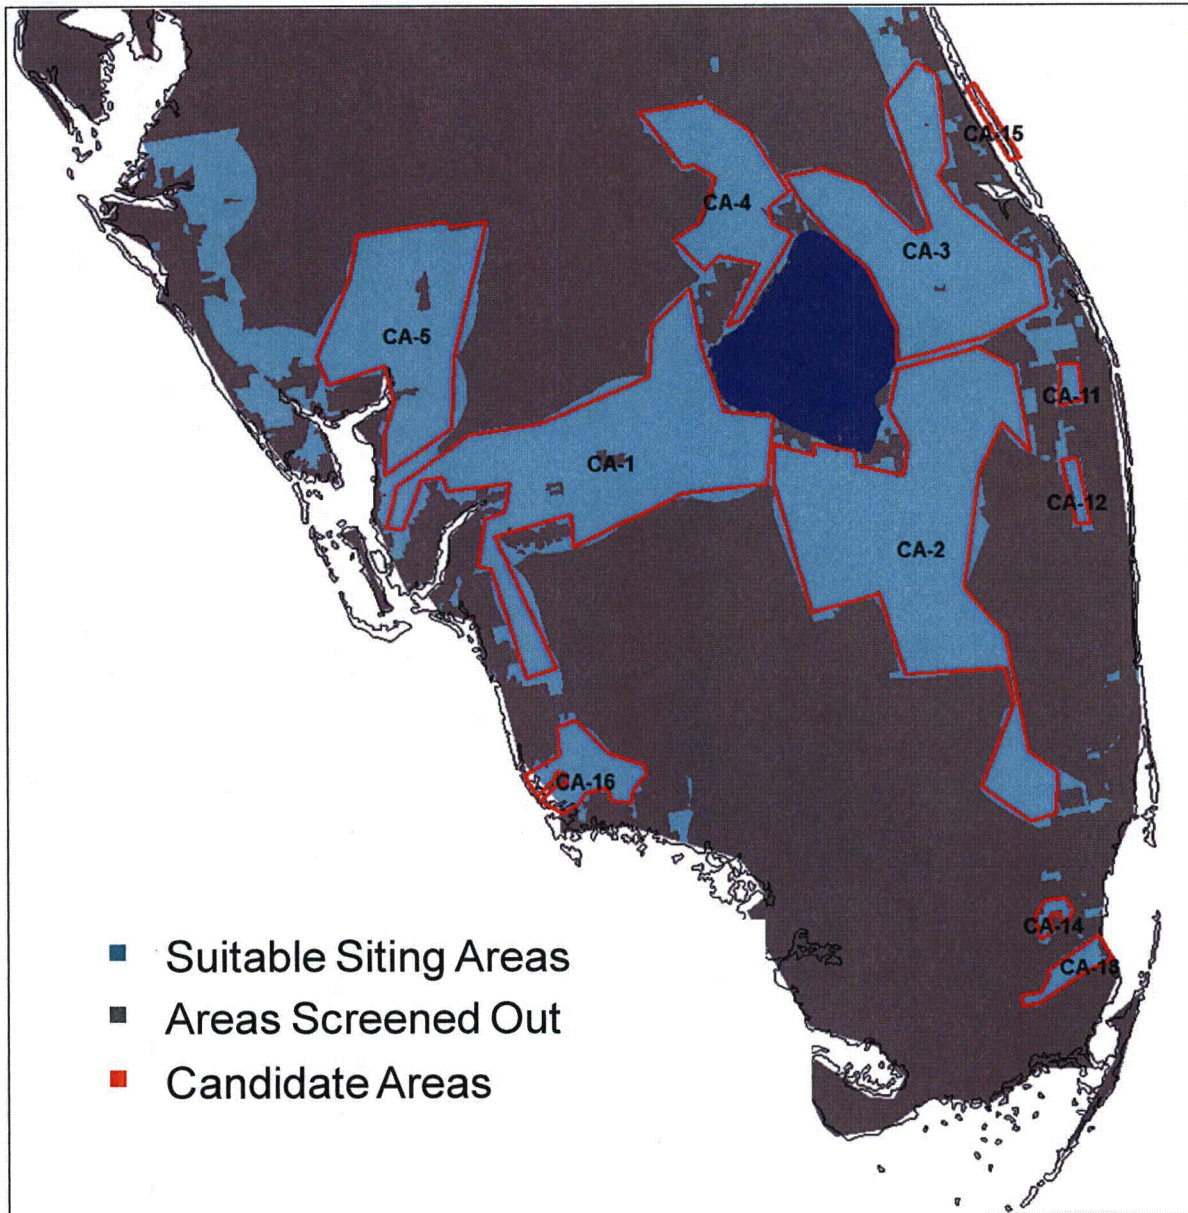 CA-15
CA-4
CA-3
CA-5
CA-11
CA-1
CA-12
CA-2
CA-16
CA-14
CA-18
Suitable Siting Areas
Areas Screened Out
Candidate Areas